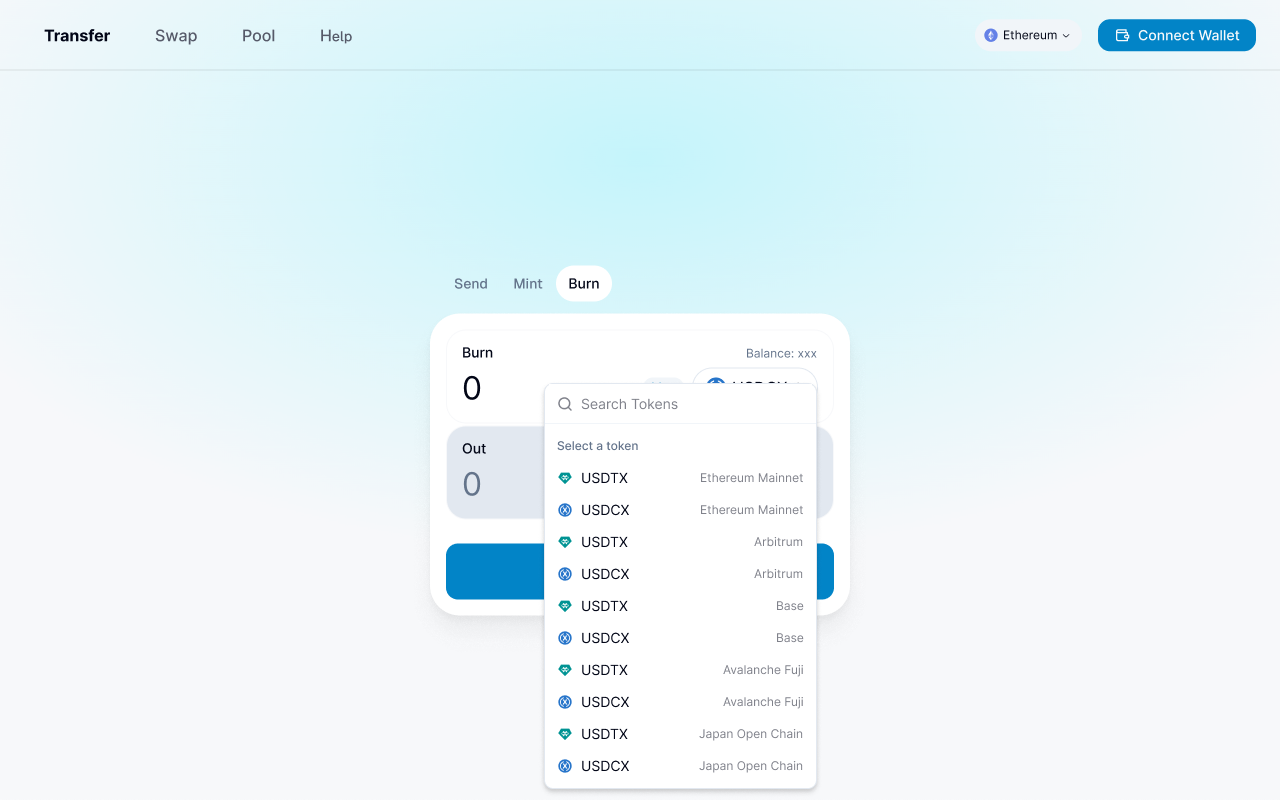 Transfer Swap Pool Help Ethereum Connect Wallet
Send Mint Burn
Burn Balance: xxx
0
Search Tokens
Out
Select a token
0
USDTX Ethereum Mainnet
USDCX Ethereum Mainnet
USDTX Arbitrum
USDCX Arbitrum
USDTX Base
USDCX Base
USDTX Avalanche Fuji
USDCX Avalanche Fuji
USDTX Japan Open Chain
USDCX Japan Open Chain